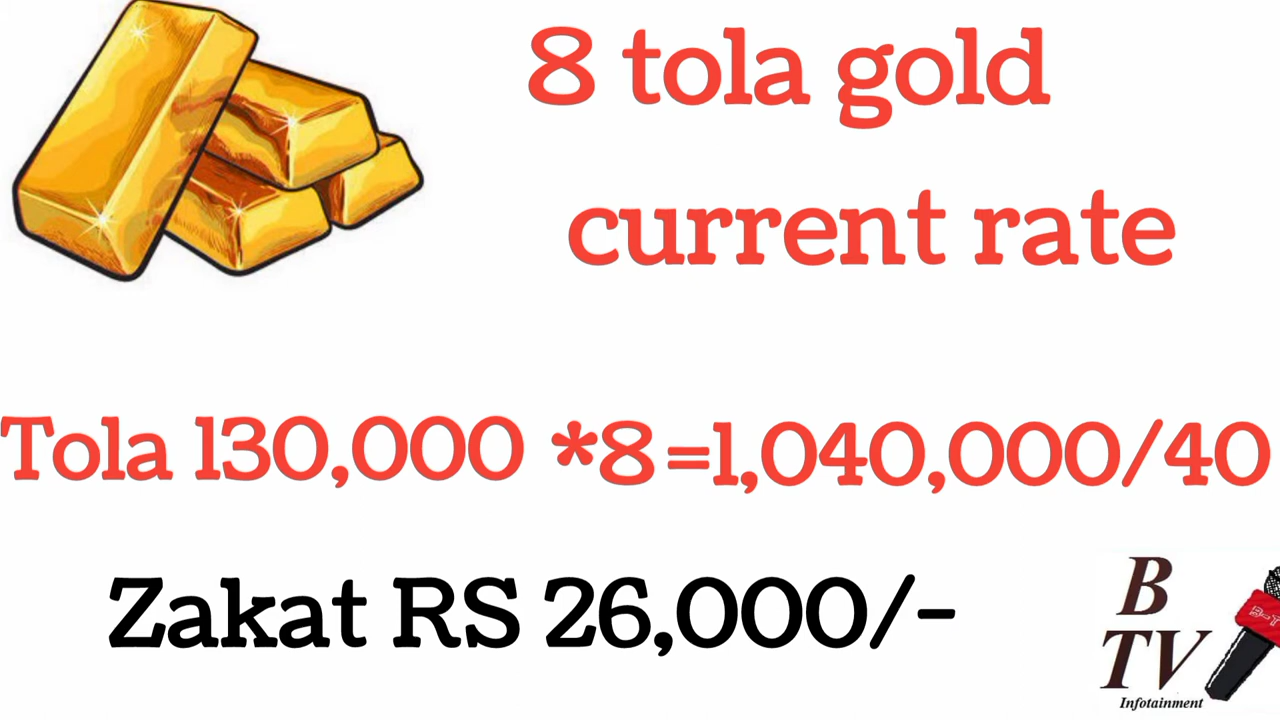 8 tola gold
current rate
Tola 130,000 *8=1,040,000/40
Zakat RS 26,000/-
B
TV
Infotainment